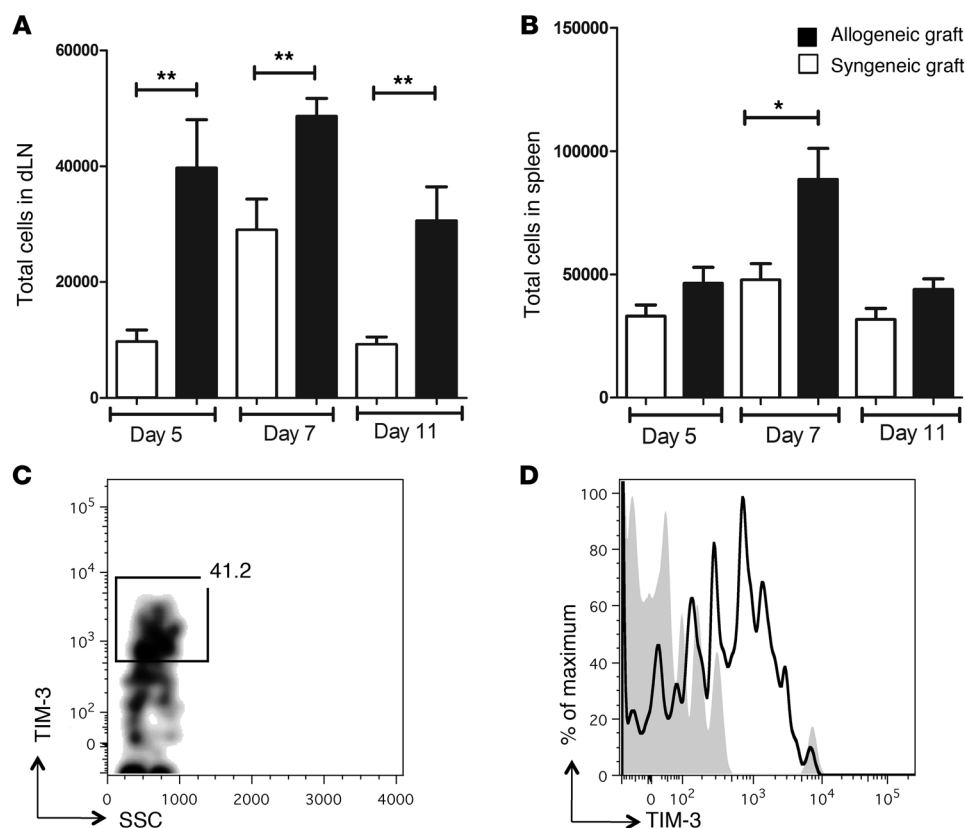 A
Total cells in dLN
60000
40000
20000
0
**
**
**
Day 5
Day 7
Day 11
B
Total cells in spleen
150000
100000
50000
0
*
Allogeneic graft
Syngeneic graft
Day 5
Day 7
Day 11
C
TIM-3
10^5
10^4
10^3
10^2
0
41.2
0
1000
2000
3000
4000
SSC
D
% of maximum
100
80
60
40
20
0
0
10^2
10^3
10^4
10^5
TIM-3